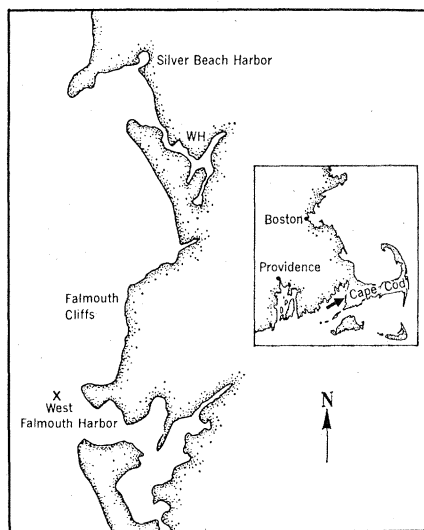 Silver Beach Harbor
WH
Boston
Providence
Cape Cod
Falmouth
Cliffs
X
West
Falmouth Harbor
N